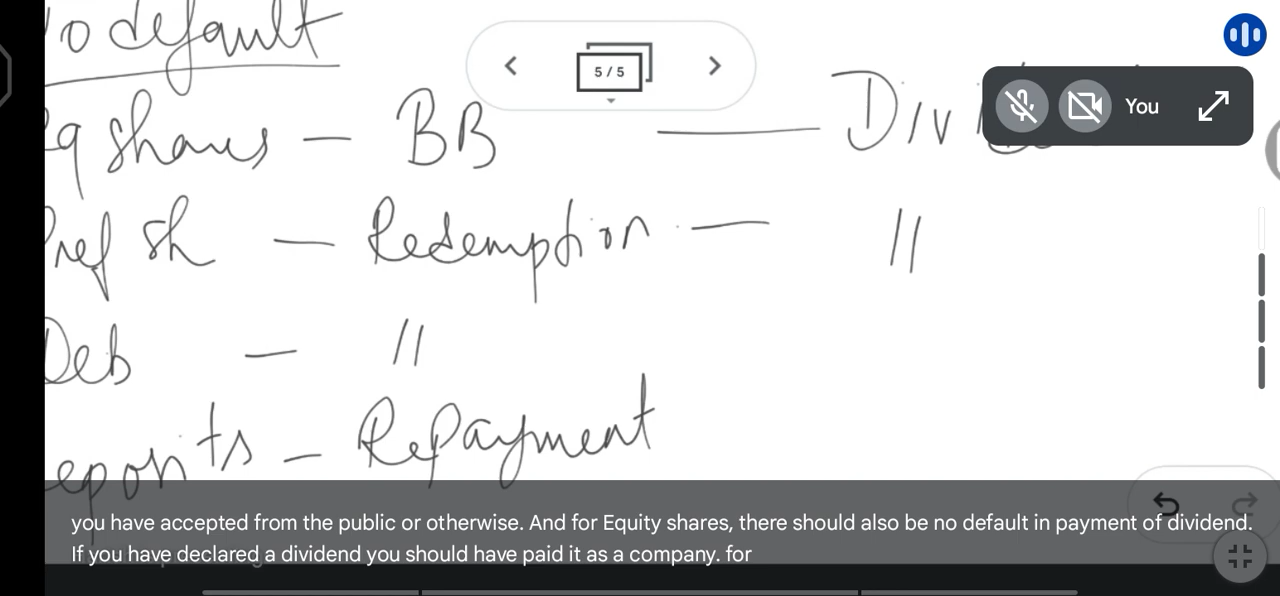 o default
5 / 5
You
q shares — BB — Div
ref sh — Redemption — "
Deb — "
eposits — Repayment
you have accepted from the public or otherwise. And for Equity shares, there should also be no default in payment of dividend.
If you have declared a dividend you should have paid it as a company. for